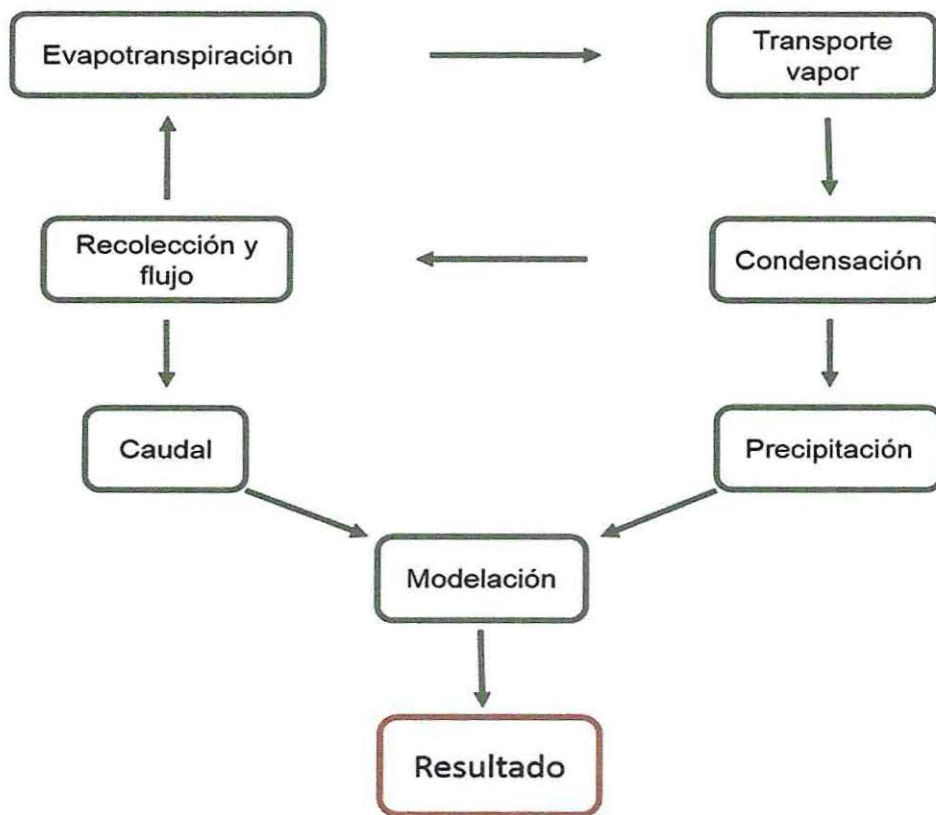 Evapotranspiración
Transporte
vapor
Recolección y
flujo
Condensación
Caudal
Precipitación
Modelación
Resultado